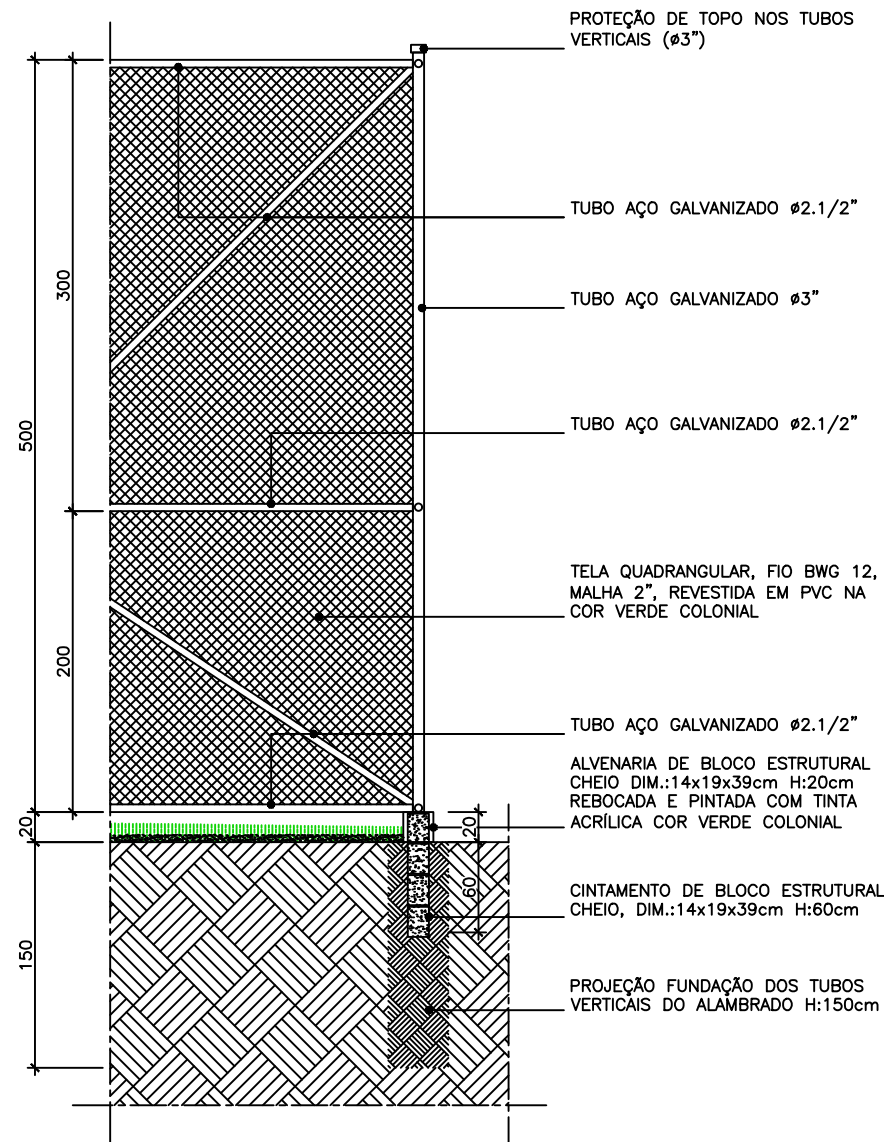 PROTEÇÃO DE TOPO NOS TUBOS
VERTICAIS (ø3")
TUBO AÇO GALVANIZADO ø2.1/2"
TUBO AÇO GALVANIZADO ø3"
TUBO AÇO GALVANIZADO ø2.1/2"
TELA QUADRANGULAR, FIO BWG 12,
MALHA 2", REVESTIDA EM PVC NA
COR VERDE COLONIAL
TUBO AÇO GALVANIZADO ø2.1/2"
ALVENARIA DE BLOCO ESTRUTURAL
CHEIO DIM.:14x19x39cm H:20cm
REBOCADA E PINTADA COM TINTA
ACRÍLICA COR VERDE COLONIAL
CINTAMENTO DE BLOCO ESTRUTURAL
CHEIO, DIM.:14x19x39cm H:60cm
PROJEÇÃO FUNDAÇÃO DOS TUBOS
VERTICAIS DO ALAMBRADO H:150cm
300
500
200
20
20
60
150